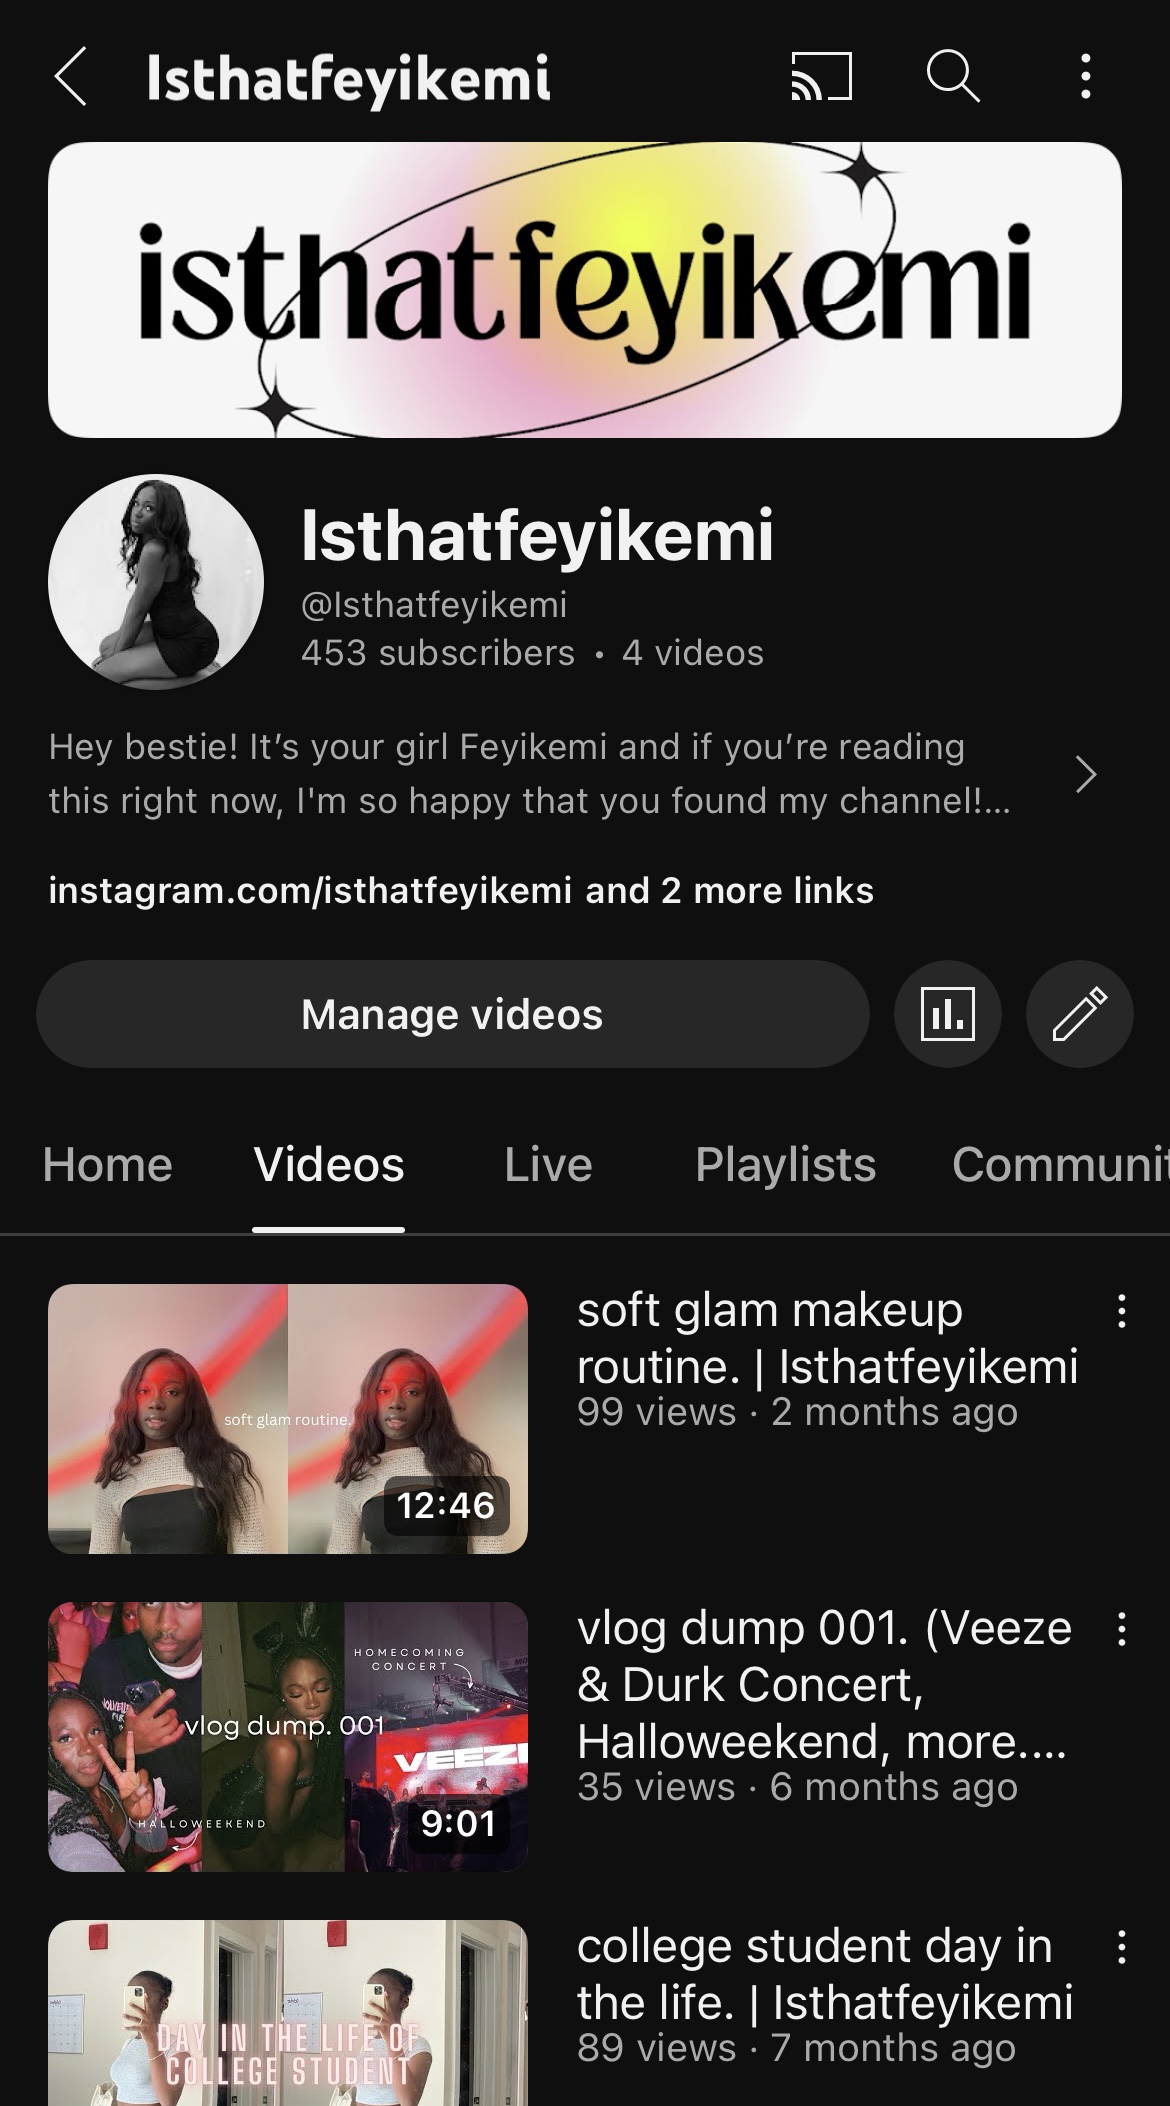 Isthatfeyikemi
isthatfeyikemi
Isthatfeyikemi
@Isthatfeyikemi
453 subscribers • 4 videos
Hey bestie! It’s your girl Feyikemi and if you’re reading
this right now, I'm so happy that you found my channel!...
instagram.com/isthatfeyikemi and 2 more links
Manage videos
Home Videos Live Playlists Communit
soft glam routine.
12:46
soft glam makeup
routine. | Isthatfeyikemi
99 views · 2 months ago
HOMECOMING
CONCERT
vlog dump. 001
VEEZE
HALLOWEEKEND
9:01
vlog dump 001. (Veeze
& Durk Concert,
Halloweekend, more....
35 views · 6 months ago
DAY IN THE LIFE OF
COLLEGE STUDENT
college student day in
the life. | Isthatfeyikemi
89 views · 7 months ago